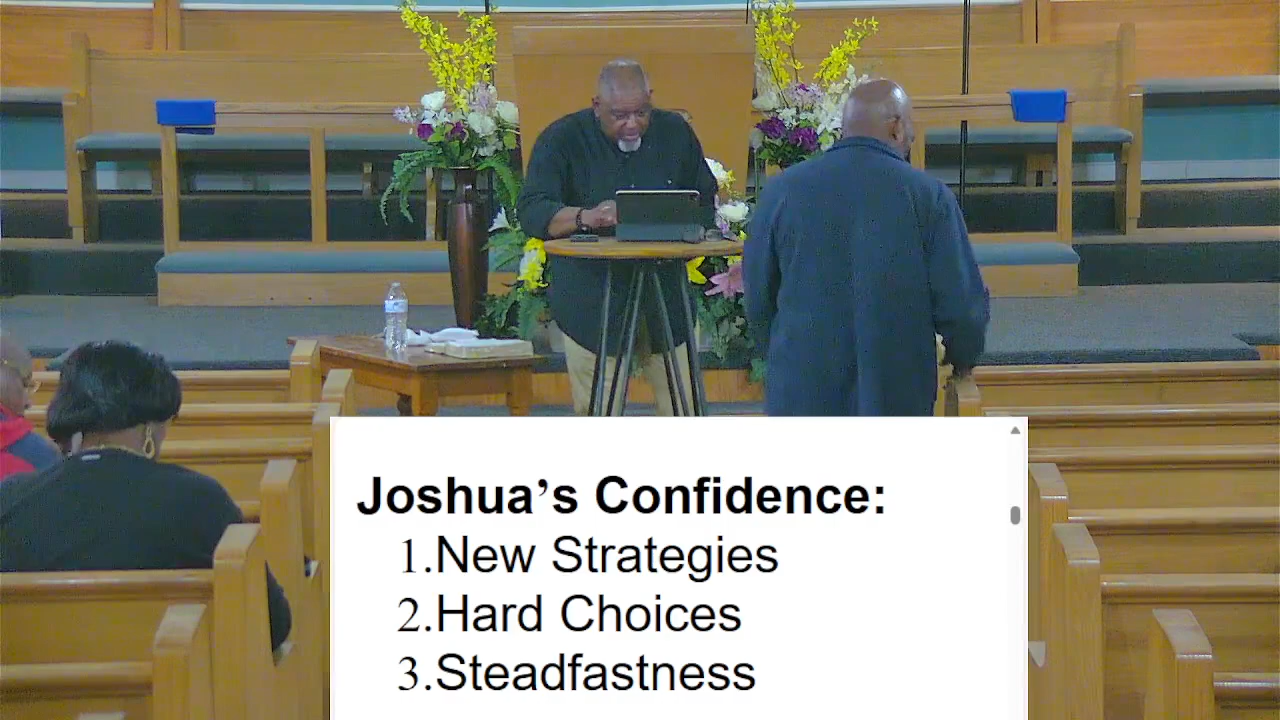 Joshua’s Confidence:
1.New Strategies
2.Hard Choices
3.Steadfastness